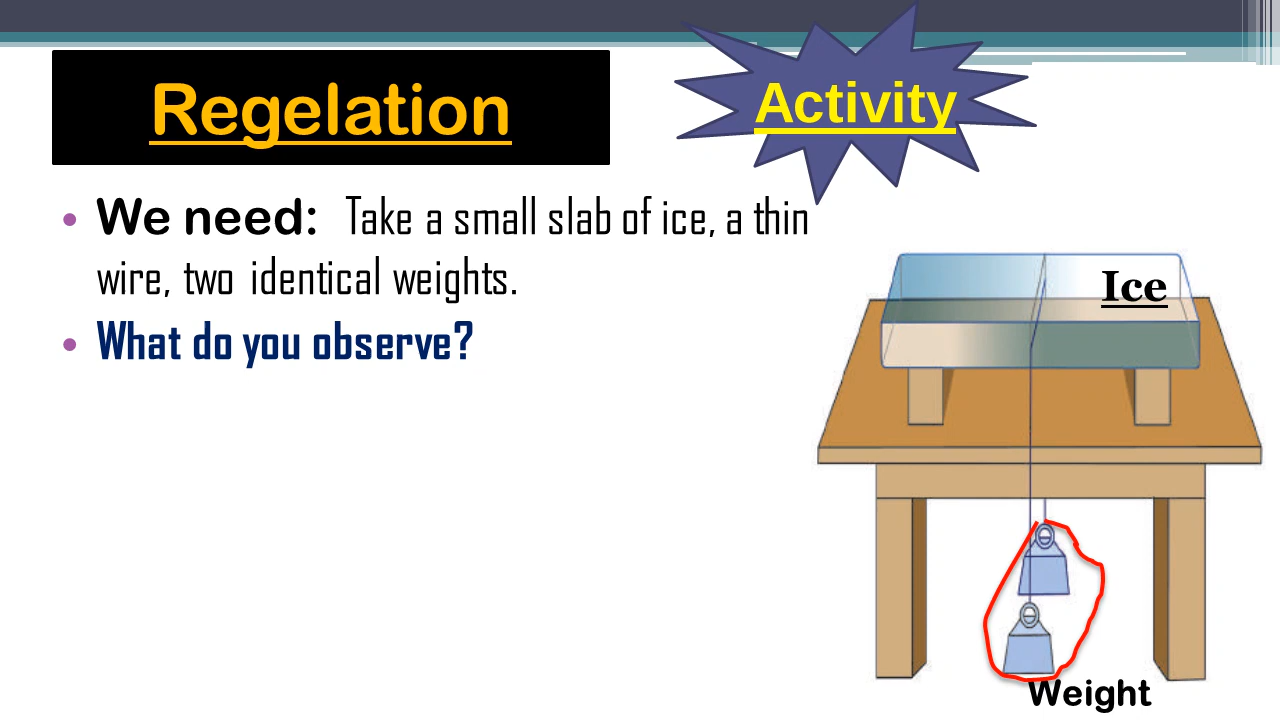 Regelation
Activity
• We need: Take a small slab of ice, a thin
wire, two identical weights.
• What do you observe?
Ice
Weight